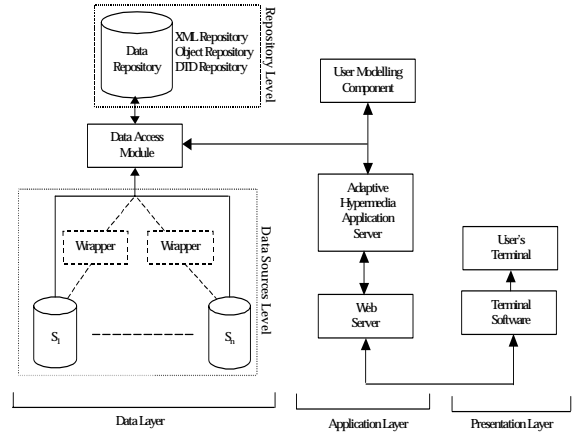 Data
Repository
XML Repository
Object Repository
DTD Repository
Repository Level
User Modelling
Component
Data Access
Module
Adaptive
Hypermedia
Application
Server
Wrapper
Wrapper
Data Sources Level
User's
Terminal
S1
Sn
Web
Server
Terminal
Software
Data Layer
Application Layer
Presentation Layer